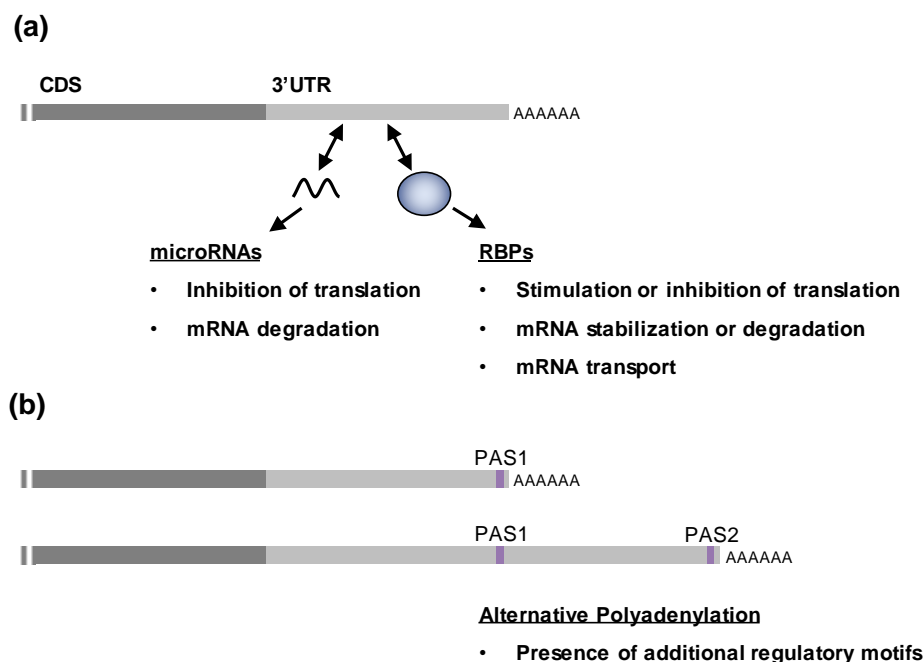 (a)
CDS 3’UTR
AAAAAA
microRNAs
• Inhibition of translation
• mRNA degradation
RBPs
• Stimulation or inhibition of translation
• mRNA stabilization or degradation
• mRNA transport
(b)
PAS1
AAAAAA
PAS1 PAS2
AAAAAA
Alternative Polyadenylation
• Presence of additional regulatory motifs